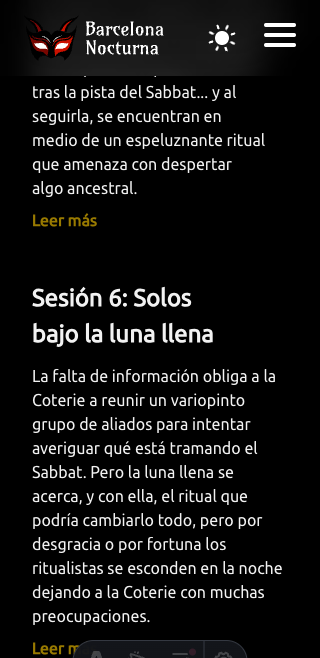 Barcelona
Nocturna
tras la pista del Sabbat... y al
seguirla, se encuentran en
medio de un espeluznante ritual
que amenaza con despertar
algo ancestral.
Leer más
Sesión 6: Solos
bajo la luna llena
La falta de información obliga a la
Coterie a reunir un variopinto
grupo de aliados para intentar
averiguar qué está tramando el
Sabbat. Pero la luna llena se
acerca, y con ella, el ritual que
podría cambiarlo todo, pero por
desgracia o por fortuna los
ritualistas se esconden en la noche
dejando a la Coterie con muchas
preocupaciones.
Leer